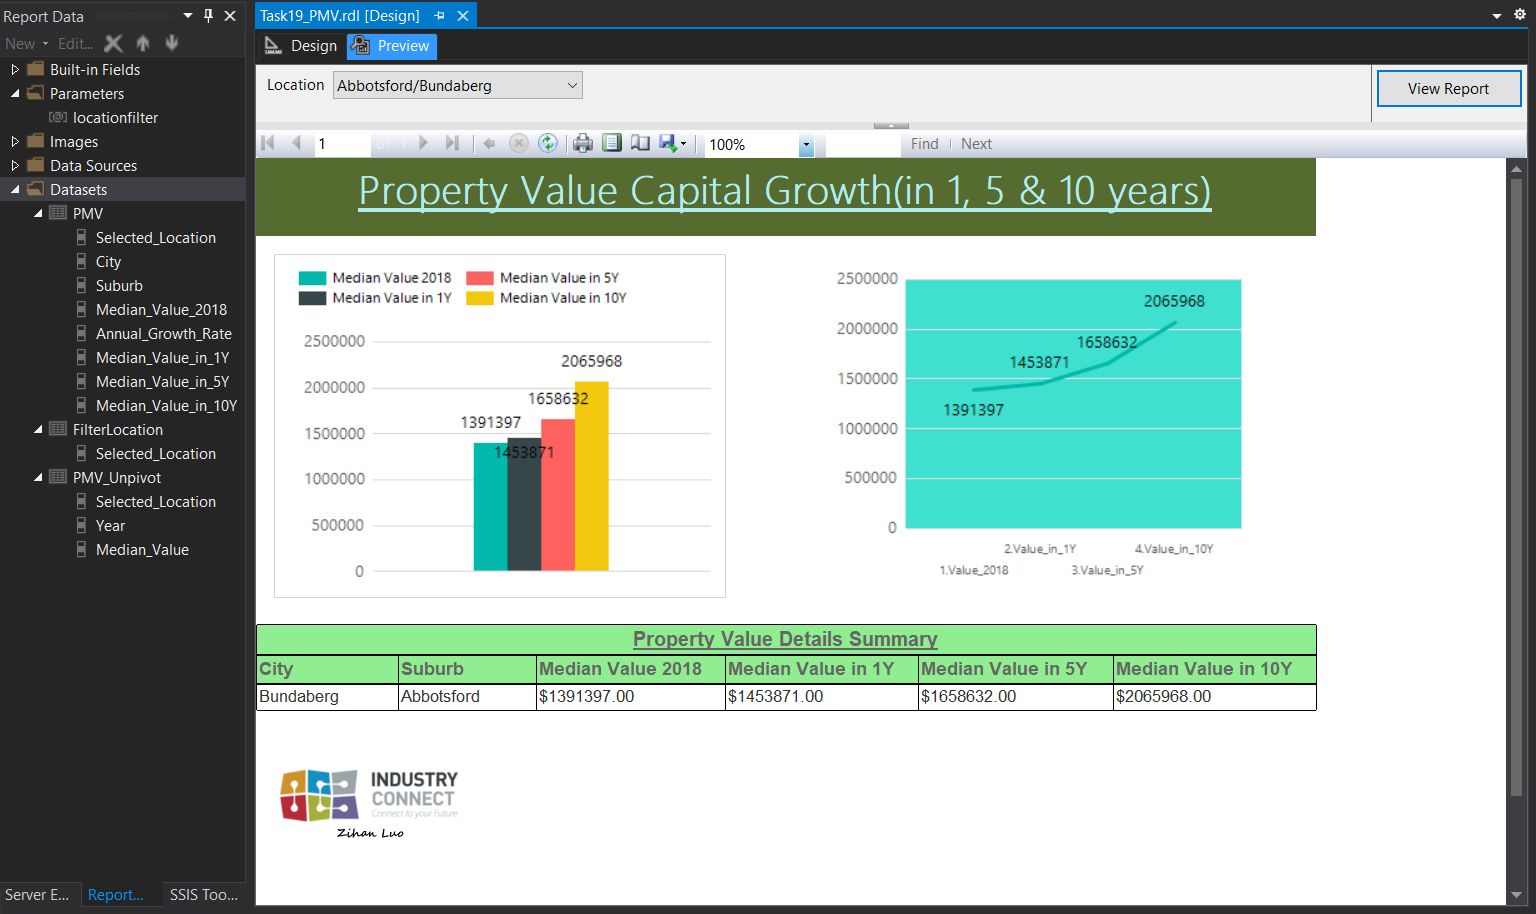 Report Data
New Edit...
Built-in Fields
Parameters
locationfilter
Images
Data Sources
Datasets
PMV
Selected_Location
City
Suburb
Median_Value_2018
Annual_Growth_Rate
Median_Value_in_1Y
Median_Value_in_5Y
Median_Value_in_10Y
FilterLocation
Selected_Location
PMV_Unpivot
Selected_Location
Year
Median_Value
Server E... Report... SSIS Too...
Task19_PMV.rdl [Design]
Design Preview
Location Abbotsford/Bundaberg
View Report
1 of 1 100% Find Next
Property Value Capital Growth(in 1, 5 & 10 years)
Median Value 2018 Median Value in 5Y
Median Value in 1Y Median Value in 10Y
2500000
2000000
1500000
1000000
500000
0
2065968
1658632
1391397
1453871
2500000
2000000
1500000
1000000
500000
0
2065968
1658632
1453871
1391397
2.Value_in_1Y 4.Value_in_10Y
1.Value_2018 3.Value_in_5Y
Property Value Details Summary
City Suburb Median Value 2018 Median Value in 1Y Median Value in 5Y Median Value in 10Y
Bundaberg Abbotsford $1391397.00 $1453871.00 $1658632.00 $2065968.00
INDUSTRY
CONNECT
Connect to your Future
Zihan Luo